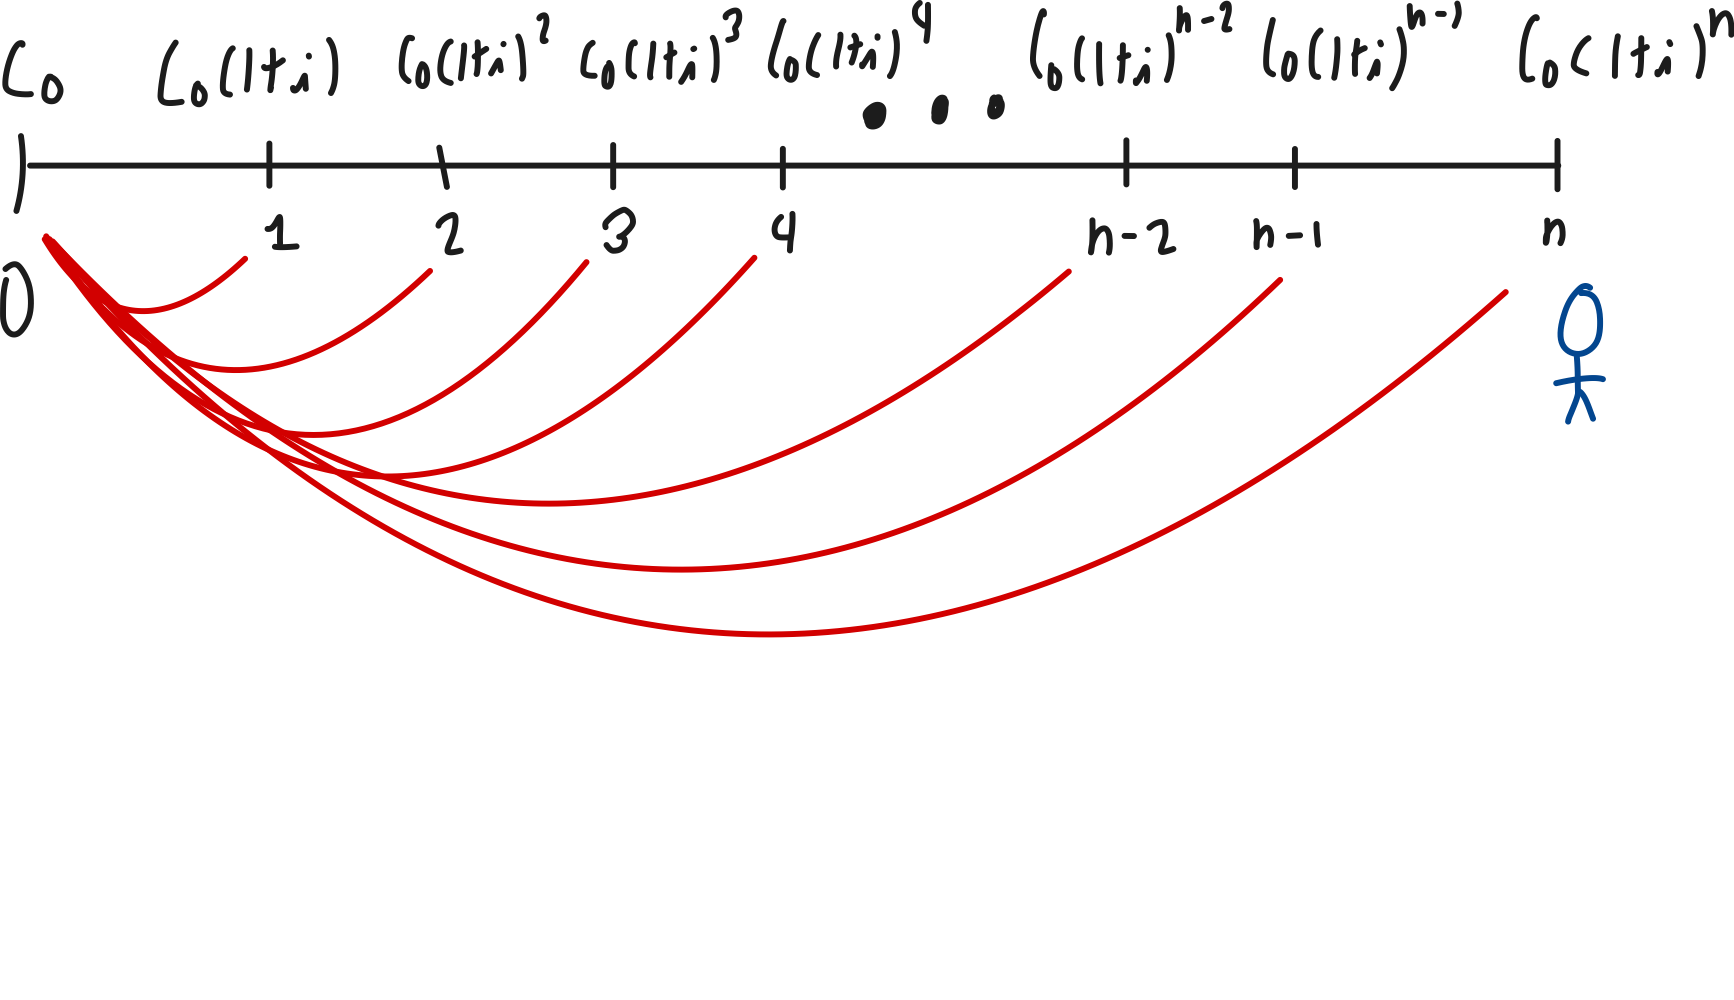 C₀ C₀(1+i) C₀(1+i)² C₀(1+i)³ C₀(1+i)⁴ ... C₀(1+i)ⁿ⁻² C₀(1+i)ⁿ⁻¹ C₀(1+i)ⁿ
0 1 2 3 4 n-2 n-1 n